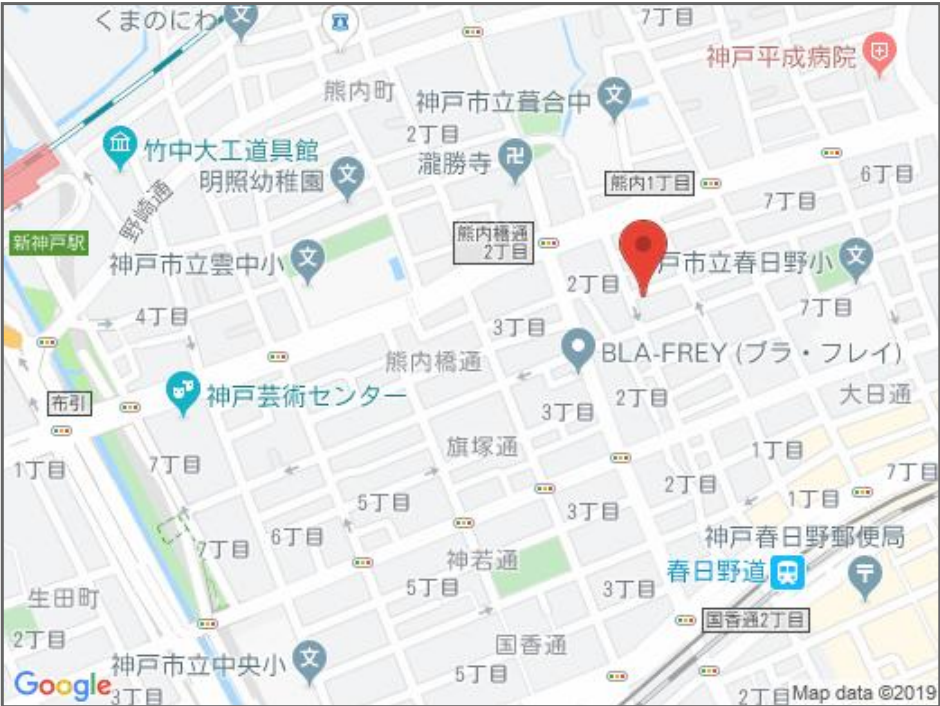 くまのにわ
7丁目
神戸平成病院
熊内町
神戸市立葺合中
2丁目
竹中大工道具館
瀧勝寺
明照幼稚園
熊内1丁目
6丁目
野崎通
7丁目
新神戸駅
熊内橋通
2丁目
神戸市立雲中小
戸市立春日野小
2丁目
4丁目
3丁目
7丁目
熊内橋通
BLA-FREY (ブラ・フレイ)
布引
神戸芸術センター
3丁目
2丁目
大日通
旗塚通
1丁目
1丁目
7丁目
7丁目
2丁目
5丁目
1丁目
3丁目
6丁目
7丁目
神戸春日野郵便局
神若通
春日野道
5丁目
3丁目
生田町
国香通2丁目
2丁目
国香通
神戸市立中央小
5丁目
Google
3丁目
2丁目
Map data ©2019